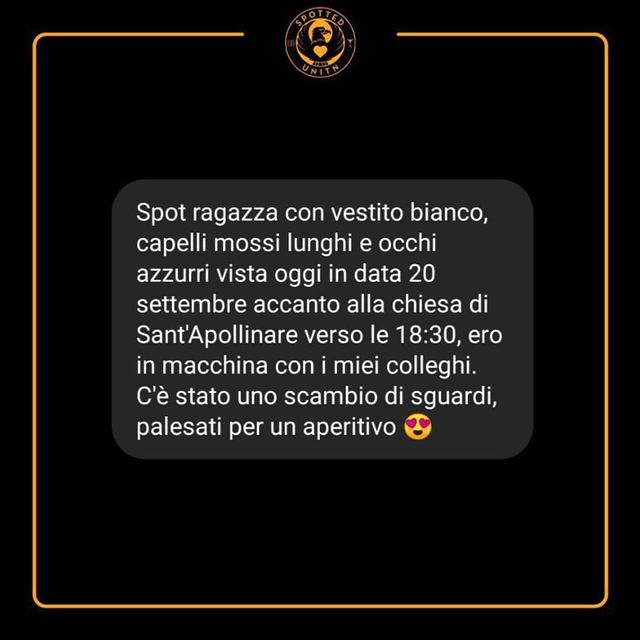 SPOTTED
UNITN
Spot ragazza con vestito bianco,
capelli mossi lunghi e occhi
azzurri vista oggi in data 20
settembre accanto alla chiesa di
Sant'Apollinare verso le 18:30, ero
in macchina con i miei colleghi.
C'è stato uno scambio di sguardi,
palesati per un aperitivo 😍